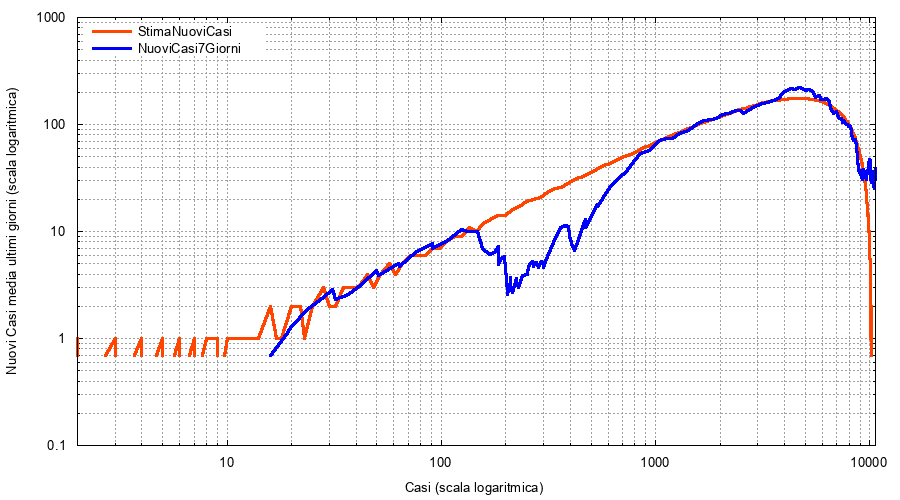 1000
StimaNuoviCasi
NuoviCasi7Giorni
100
10
1
0.1
Nuovi Casi media ultimi giorni (scala logaritmica)
10
100
1000
10000
Casi (scala logaritmica)